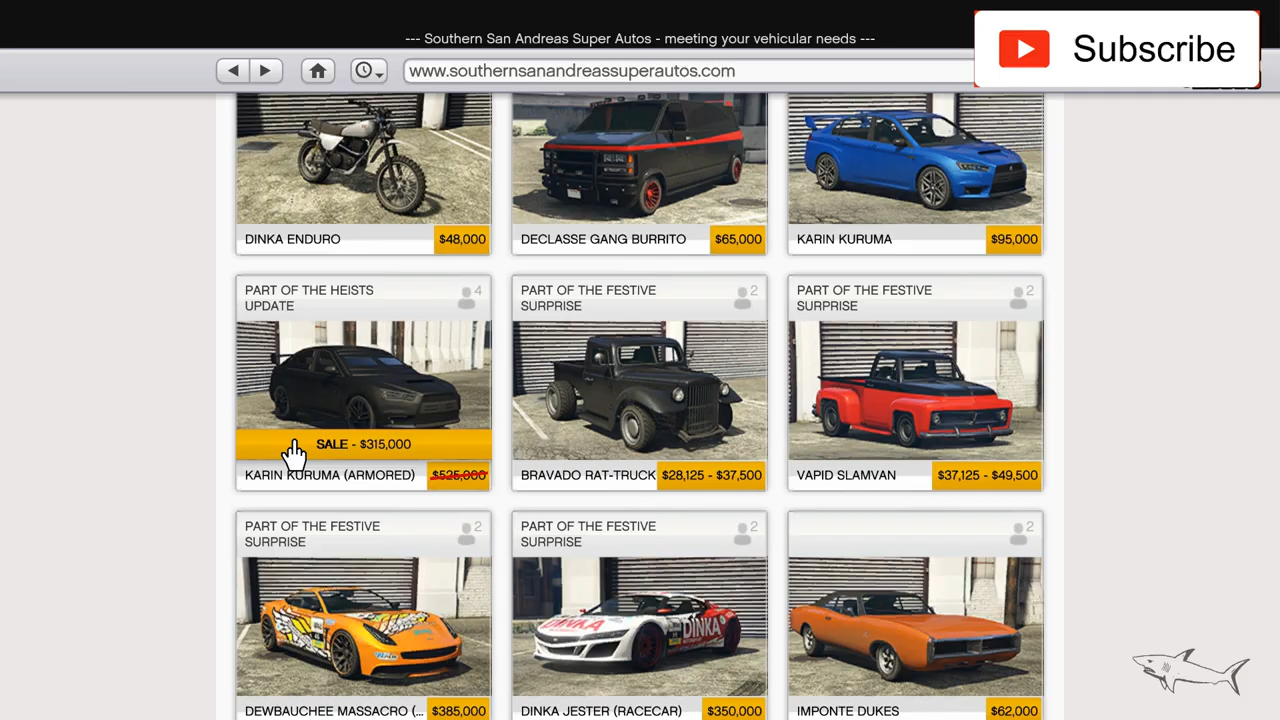 --- Southern San Andreas Super Autos - meeting your vehicular needs ---
Subscribe
www.southernsanandreassuperautos.com
DINKA ENDURO $48,000
DECLASSE GANG BURRITO $65,000
KARIN KURUMA $95,000
PART OF THE HEISTS
UPDATE
4
SALE - $315,000
KARIN KURUMA (ARMORED) $525,000
PART OF THE FESTIVE
SURPRISE
2
BRAVADO RAT-TRUCK $28,125 - $37,500
PART OF THE FESTIVE
SURPRISE
2
VAPID SLAMVAN $37,125 - $49,500
PART OF THE FESTIVE
SURPRISE
2
DEWBAUCHEE MASSACRO (... $385,000
PART OF THE FESTIVE
SURPRISE
2
DINKA
DINKA
DINKA JESTER (RACECAR) $350,000
2
IMPONTE DUKES $62,000